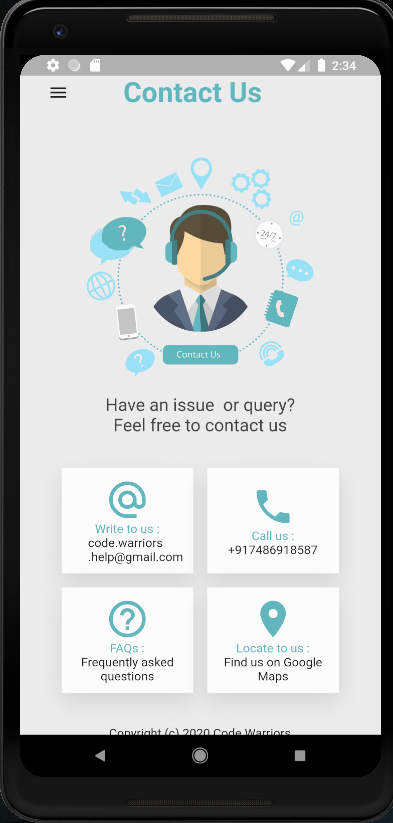 2:34
Contact Us
@
?
24/7
Contact Us
?
Have an issue  or query?
Feel free to contact us
Write to us :
code.warriors
.help@gmail.com
Call us :
+917486918587
FAQs :
Frequently asked
questions
Locate to us :
Find us on Google
Maps
Copyright (c) 2020 Code Warriors